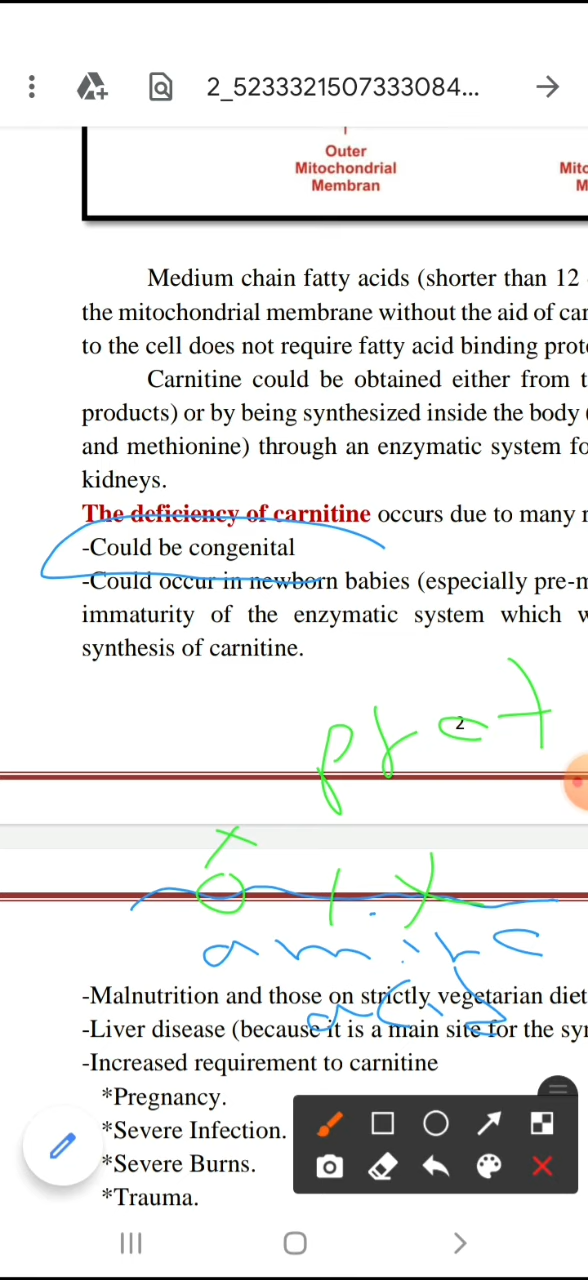 2_5233321507333084...
Outer
Mitochondrial
Membran
Mito
M
Medium chain fatty acids (shorter than 12
the mitochondrial membrane without the aid of car
to the cell does not require fatty acid binding prot
Carnitine could be obtained either from t
products) or by being synthesized inside the body
and methionine) through an enzymatic system fo
kidneys.
The deficiency of carnitine occurs due to many r
-Could be congenital
-Could occur in newborn babies (especially pre-m
immaturity of the enzymatic system which w
synthesis of carnitine.
2
amino
acid
-Malnutrition and those on strictly vegetarian diet
-Liver disease (because it is a main site for the syn
-Increased requirement to carnitine
*Pregnancy.
*Severe Infection.
*Severe Burns.
*Trauma.